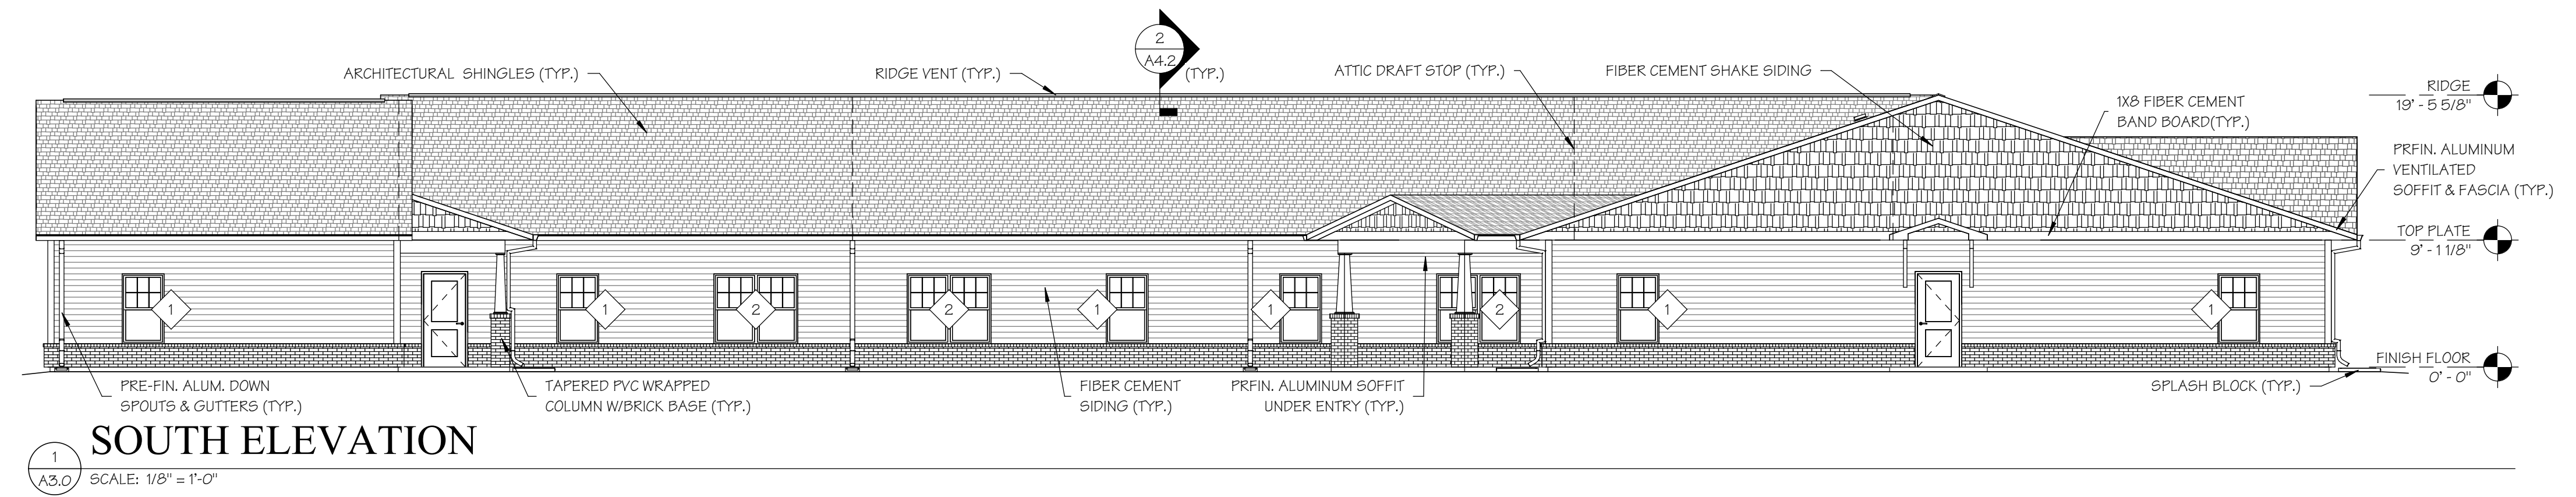 2
A4.2
(TYP.)
ARCHITECTURAL SHINGLES (TYP.)
RIDGE VENT (TYP.)
ATTIC DRAFT STOP (TYP.)
FIBER CEMENT SHAKE SIDING
1X8 FIBER CEMENT
BAND BOARD(TYP.)
RIDGE
19' - 5 5/8"
PRFIN. ALUMINUM
VENTILATED
SOFFIT & FASCIA (TYP.)
TOP PLATE
9' - 1 1/8"
1
1
2
2
1
1
2
1
1
FINISH FLOOR
0' - 0"
PRE-FIN. ALUM. DOWN
SPOUTS & GUTTERS (TYP.)
TAPERED PVC WRAPPED
COLUMN W/BRICK BASE (TYP.)
FIBER CEMENT
SIDING (TYP.)
PRFIN. ALUMINUM SOFFIT
UNDER ENTRY (TYP.)
SPLASH BLOCK (TYP.)
1
A3.0
SOUTH ELEVATION
SCALE: 1/8" = 1'-0"